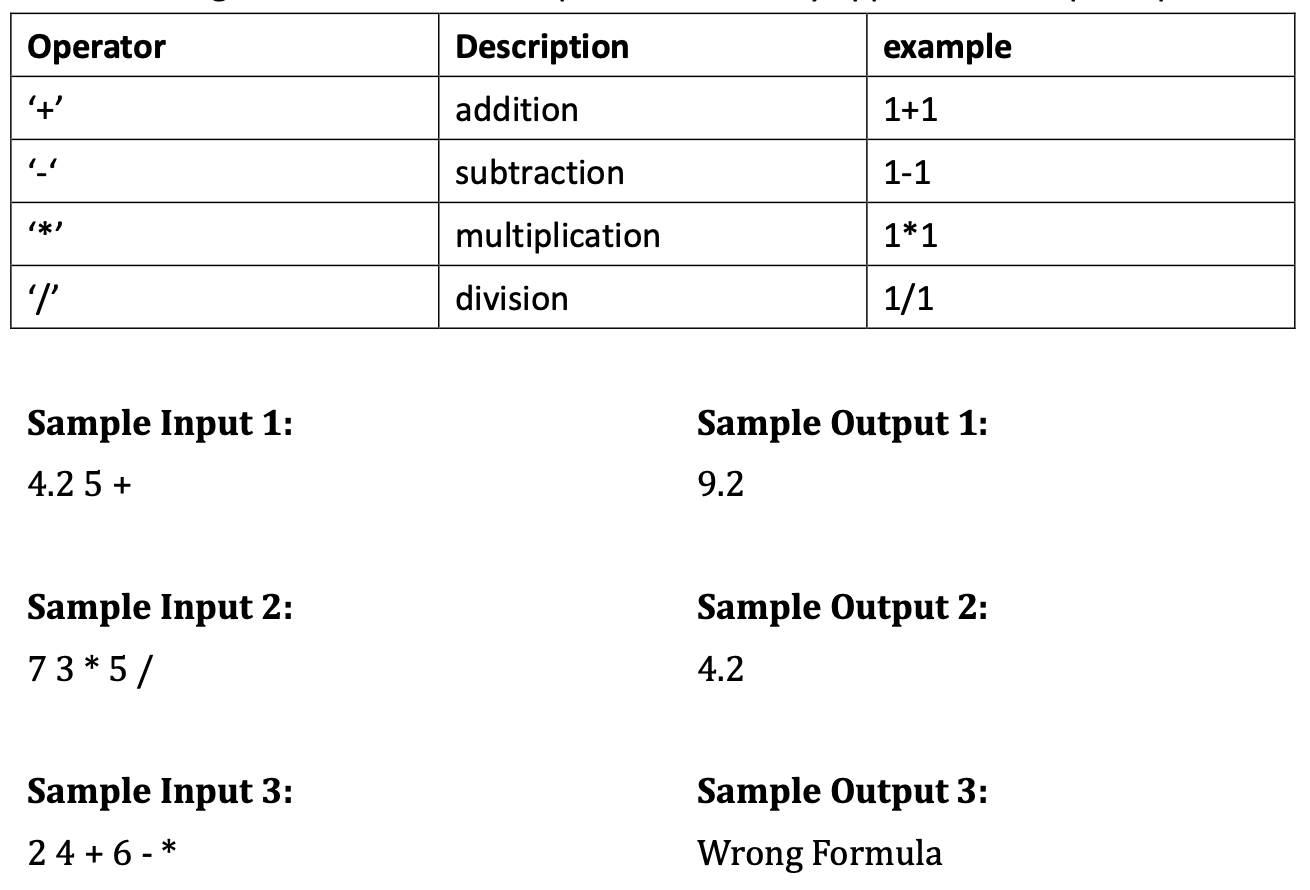 Operator Description example
‘+’ addition 1+1
‘-‘ subtraction 1-1
‘*’ multiplication 1*1
‘/’ division 1/1
Sample Input 1: Sample Output 1:
4.2 5 + 9.2
Sample Input 2: Sample Output 2:
7 3 * 5 / 4.2
Sample Input 3: Sample Output 3:
2 4 + 6 - * Wrong Formula